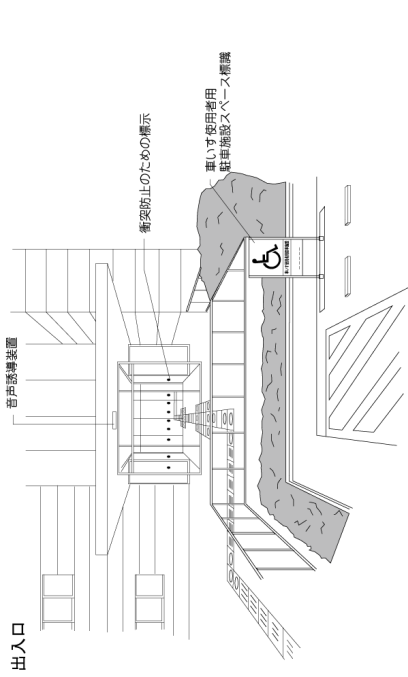 出入口
音声誘導装置
衝突防止のための標示
車いす使用者用
駐車施設スペース標識